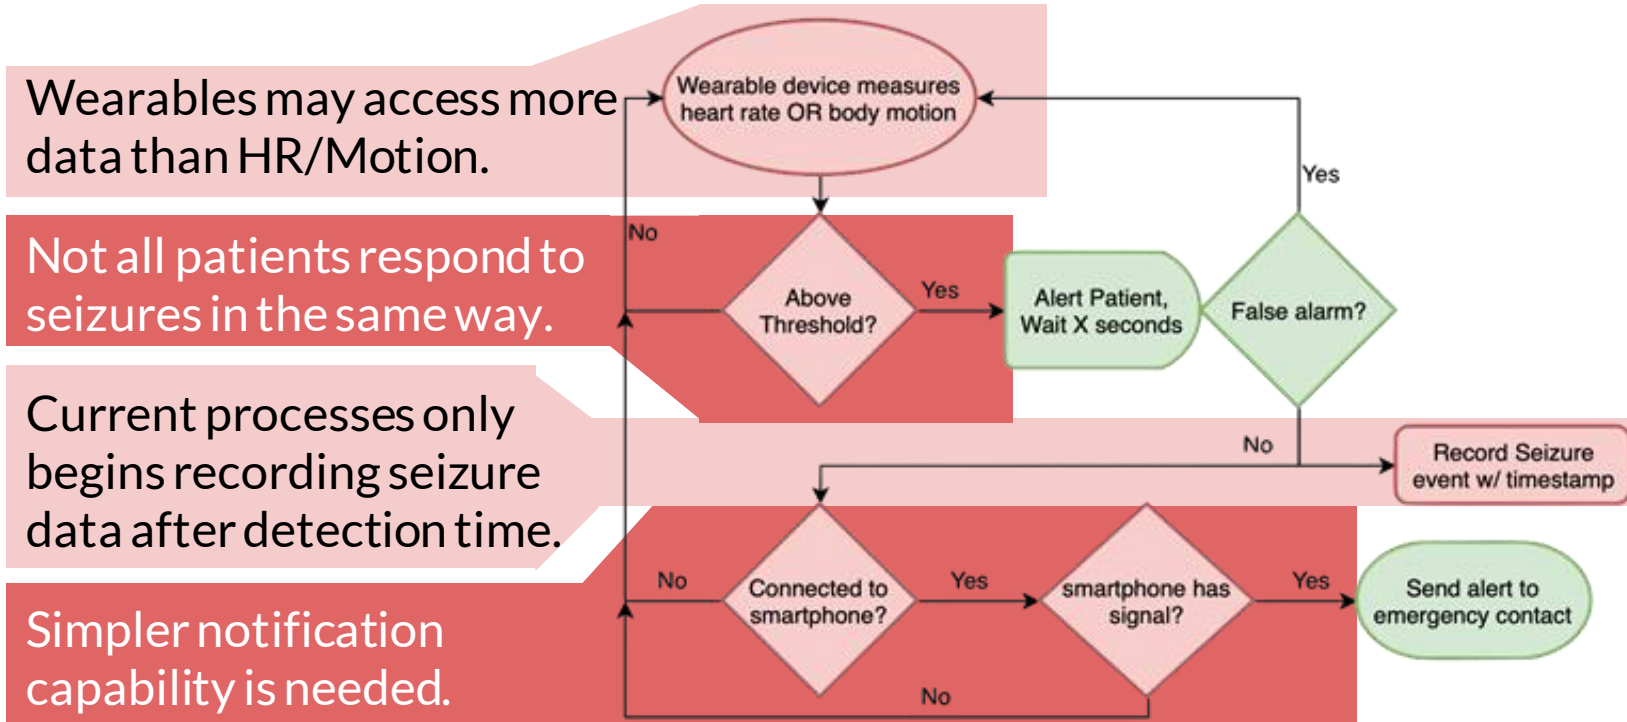 Wearables may access more
data than HR/Motion.
Not all patients respond to
seizures in the same way.
Current processes only
begins recording seizure
data after detection time.
Simpler notification
capability is needed.
Wearable device measures
heart rate OR body motion
Yes
No
Above
Threshold?
Yes
Alert Patient,
Wait X seconds
False alarm?
No
Record Seizure
event w/ timestamp
No
Connected to
smartphone?
Yes
smartphone has
signal?
Yes
Send alert to
emergency contact
No